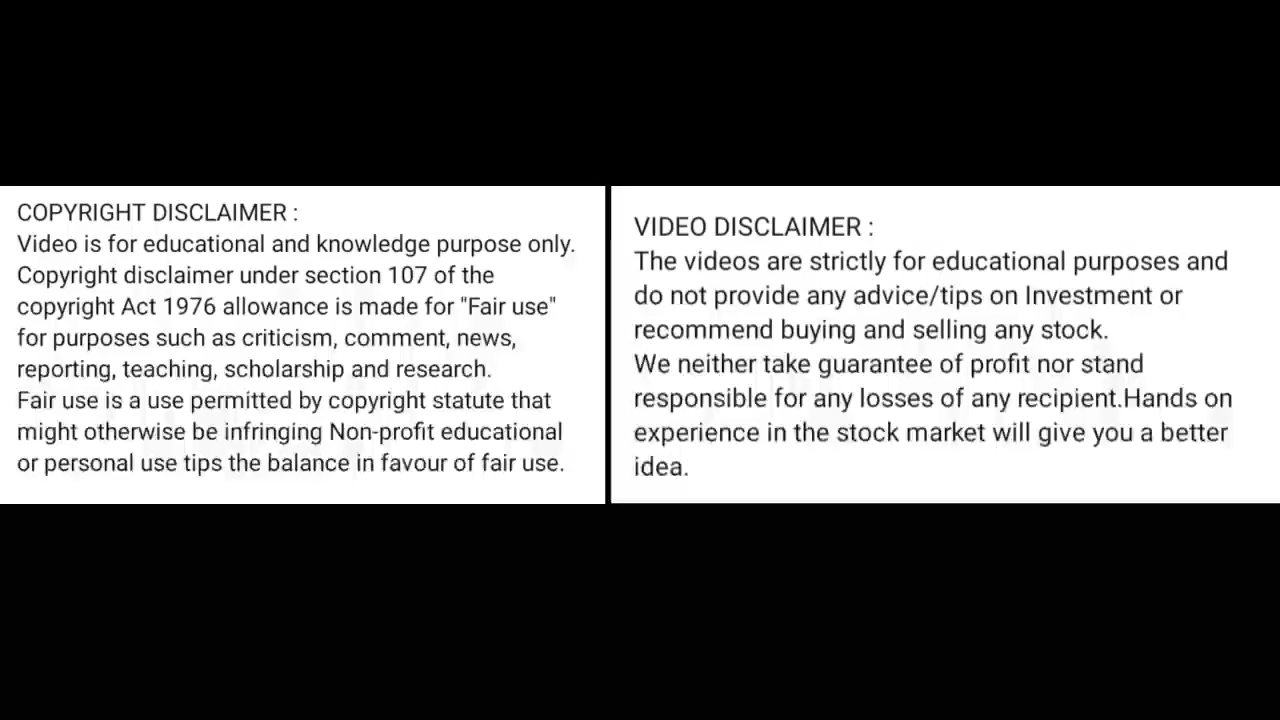 COPYRIGHT DISCLAIMER :
Video is for educational and knowledge purpose only.
Copyright disclaimer under section 107 of the
copyright Act 1976 allowance is made for "Fair use"
for purposes such as criticism, comment, news,
reporting, teaching, scholarship and research.
Fair use is a use permitted by copyright statute that
might otherwise be infringing Non-profit educational
or personal use tips the balance in favour of fair use.
VIDEO DISCLAIMER :
The videos are strictly for educational purposes and
do not provide any advice/tips on Investment or
recommend buying and selling any stock.
We neither take guarantee of profit nor stand
responsible for any losses of any recipient.Hands on
experience in the stock market will give you a better
idea.